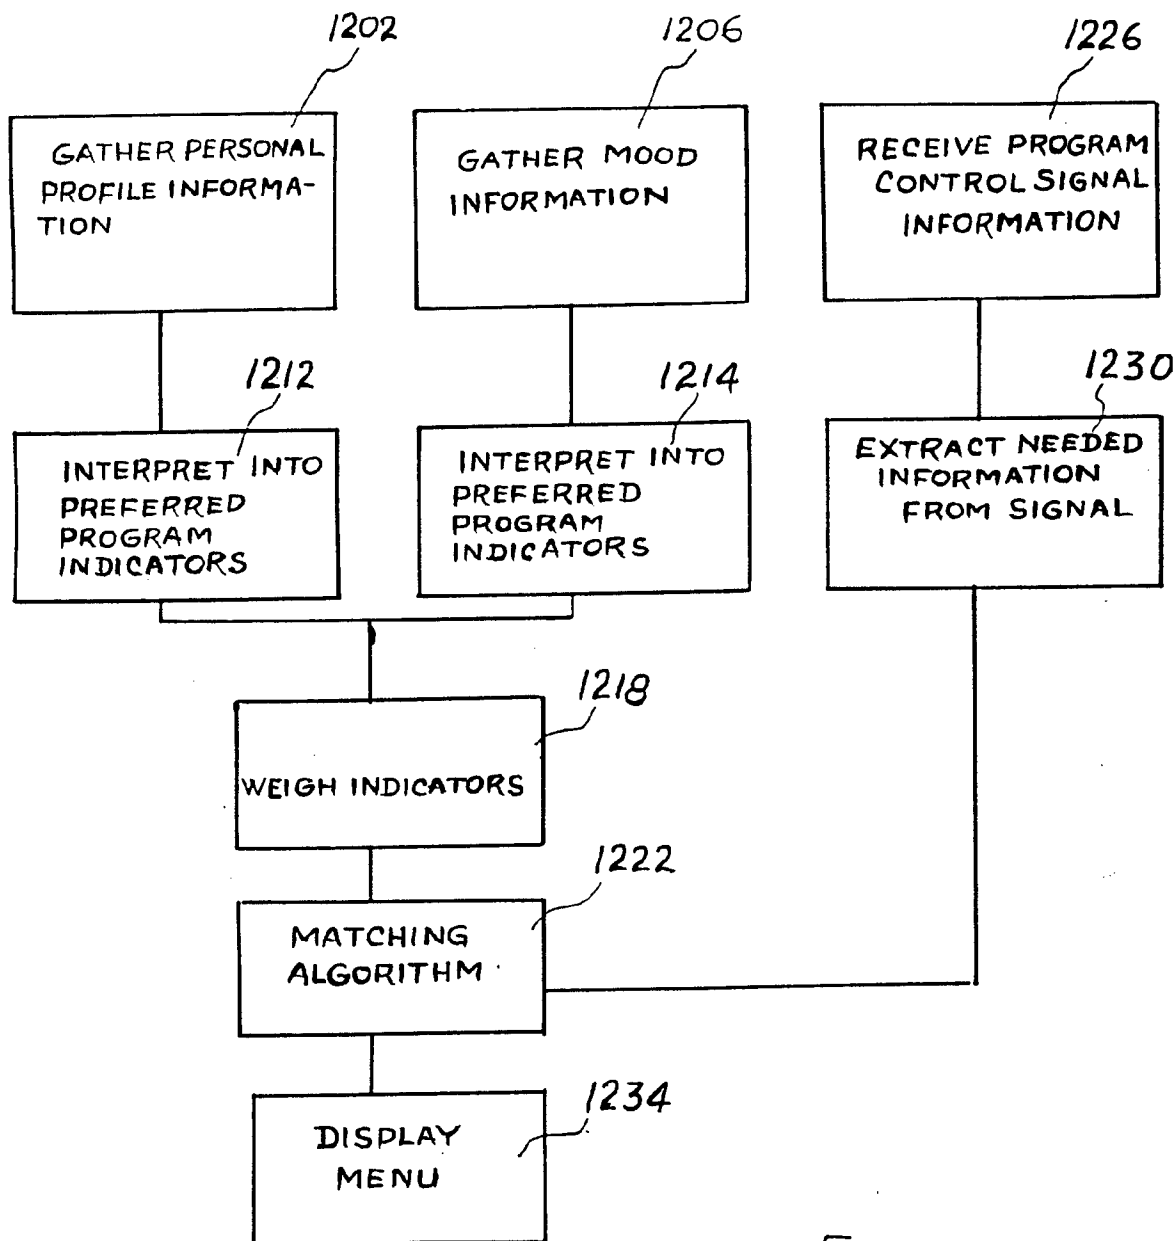 1202
GATHER PERSONAL
PROFILE INFORMA-
TION
1206
GATHER MOOD
INFORMATION
1226
RECEIVE PROGRAM
CONTROL SIGNAL
INFORMATION
1212
INTERPRET INTO
PREFERRED
PROGRAM
INDICATORS
1214
INTERPRET INTO
PREFERRED
PROGRAM
INDICATORS
1230
EXTRACT NEEDED
INFORMATION
FROM SIGNAL
1218
WEIGH INDICATORS
1222
MATCHING
ALGORITHM
1234
DISPLAY
MENU